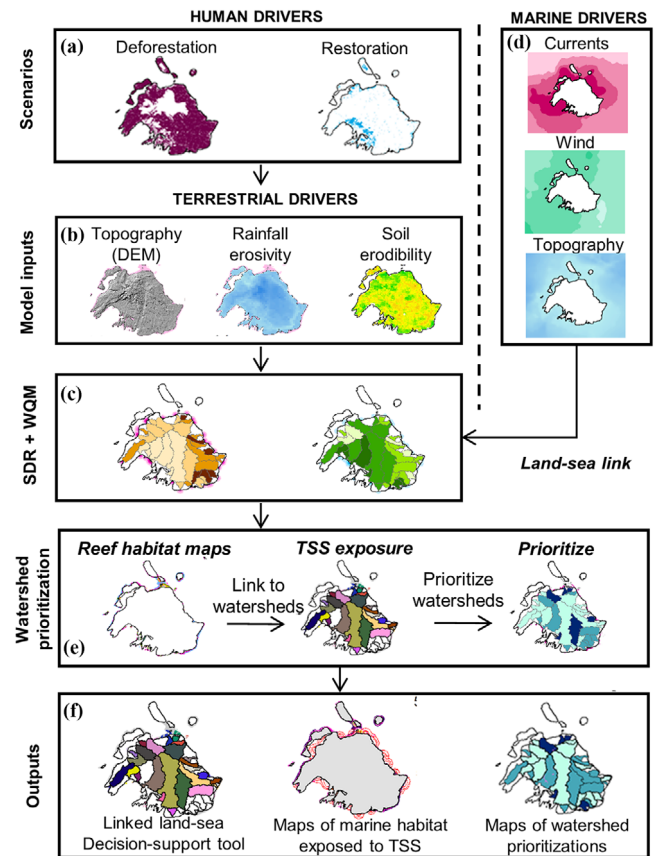 HUMAN DRIVERS
MARINE DRIVERS
Scenarios
(a)
Deforestation
Restoration
(d)
Currents
Wind
Topography
TERRESTRIAL DRIVERS
Model inputs
(b)
Topography
(DEM)
Rainfall
erosivity
Soil
erodibility
SDR + WQM
(c)
Land-sea link
Watershed
prioritization
Reef habitat maps
TSS exposure
Prioritize
Link to
watersheds
Prioritize
watersheds
(e)
Outputs
(f)
Linked land-sea
Decision-support tool
Maps of marine habitat
exposed to TSS
Maps of watershed
prioritizations